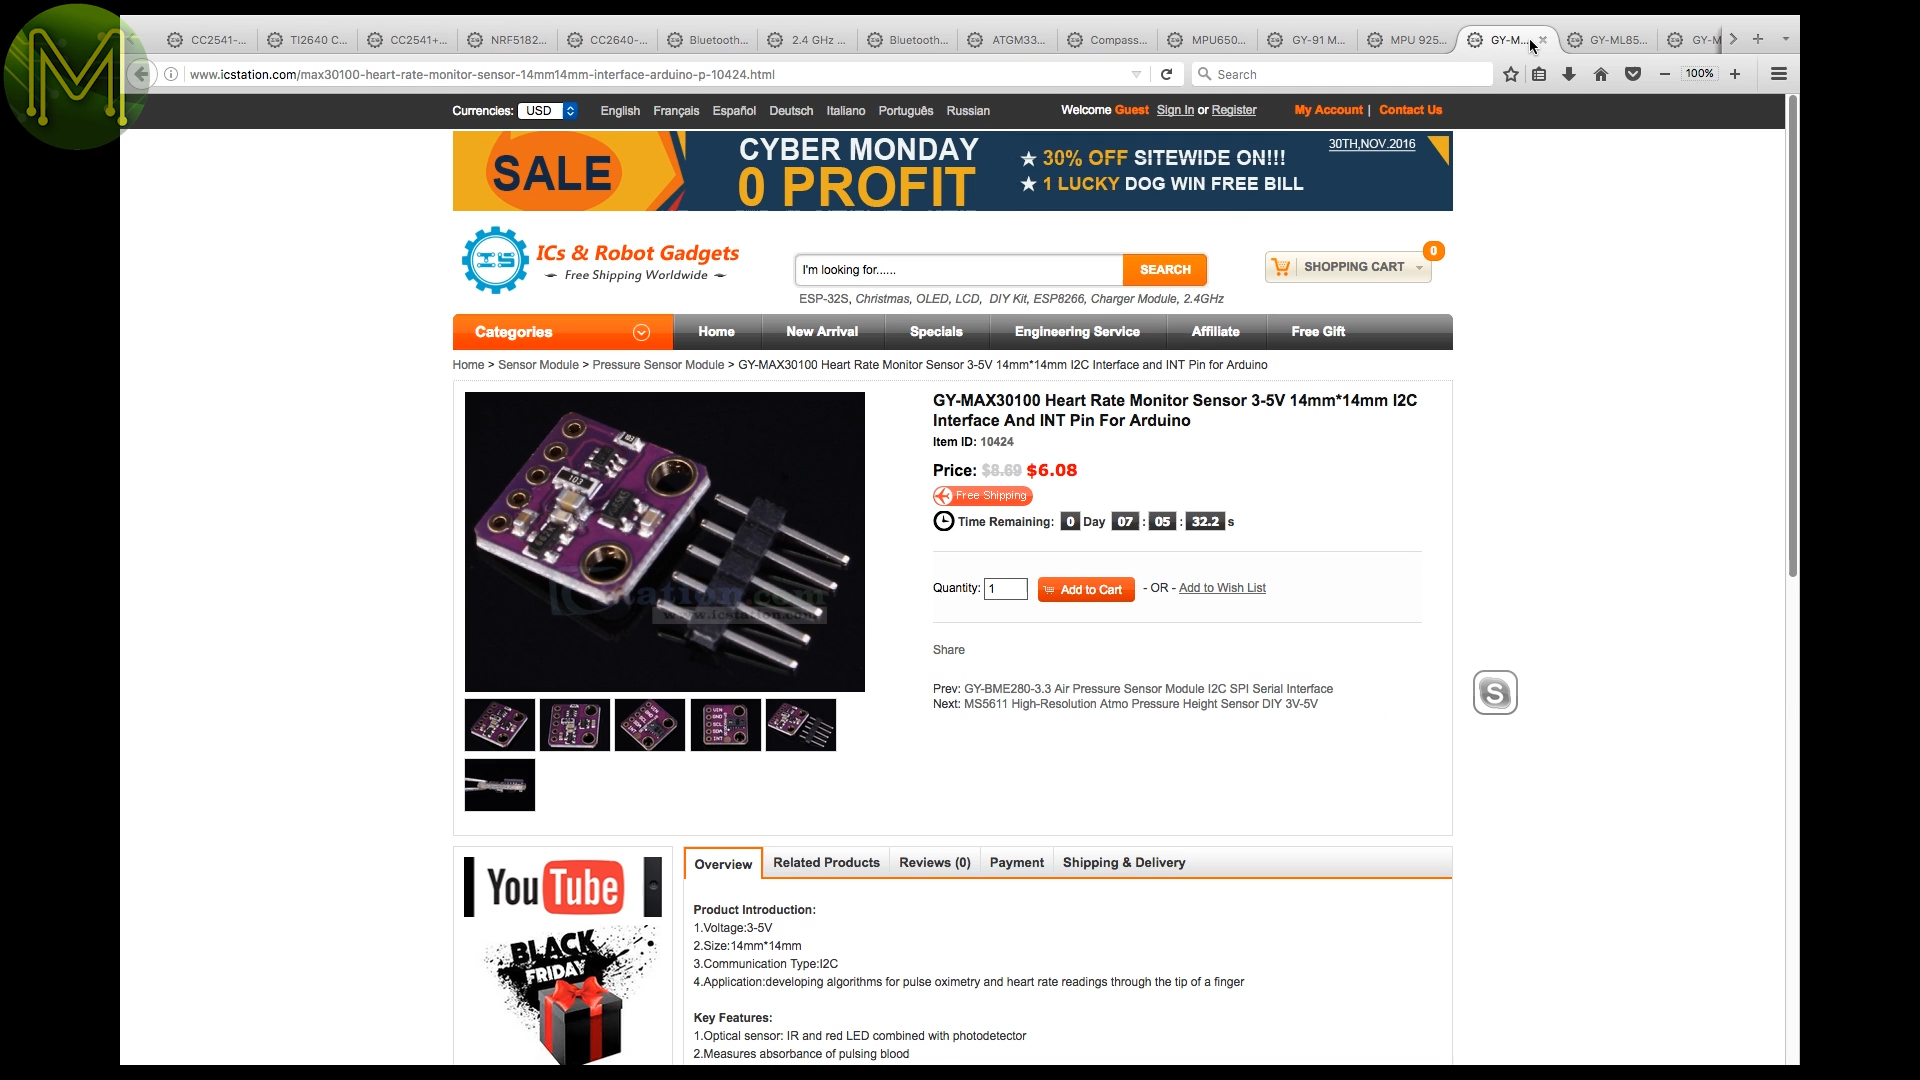 CC2541-...
TI2640 C...
CC2541+...
NRF5182...
CC2640-...
Bluetooth...
2.4 GHz ...
Bluetooth...
ATGM33...
Compass...
MPU650...
GY-91 M...
MPU 925...
GY-M...
GY-ML85...
GY-M
www.icstation.com/max30100-heart-rate-monitor-sensor-14mm14mm-interface-arduino-p-10424.html
Search
100%
Currencies: USD English Français Español Deutsch Italiano Português Russian
Welcome Guest Sign In or Register
My Account | Contact Us
SALE
CYBER MONDAY
0 PROFIT
★ 30% OFF SITEWIDE ON!!!
★ 1 LUCKY DOG WIN FREE BILL
30TH,NOV.2016
ICs & Robot Gadgets
Free Shipping Worldwide
I'm looking for......
SEARCH
SHOPPING CART
0
ESP-32S, Christmas, OLED, LCD, DIY Kit, ESP8266, Charger Module, 2.4GHz
Categories
Home
New Arrival
Specials
Engineering Service
Affiliate
Free Gift
Home > Sensor Module > Pressure Sensor Module > GY-MAX30100 Heart Rate Monitor Sensor 3-5V 14mm*14mm I2C Interface and INT Pin for Arduino
GY-MAX30100 Heart Rate Monitor Sensor 3-5V 14mm*14mm I2C
Interface And INT Pin For Arduino
Item ID: 10424
Price: $8.69 $6.08
Free Shipping
Time Remaining: 0 Day 07 : 05 : 32.2 s
Quantity: 1 Add to Cart - OR - Add to Wish List
Share
Prev: GY-BME280-3.3 Air Pressure Sensor Module I2C SPI Serial Interface
Next: MS5611 High-Resolution Atmo Pressure Height Sensor DIY 3V-5V
www.icstation.com
YouTube
BLACK
FRIDAY
Overview
Related Products
Reviews (0)
Payment
Shipping & Delivery
Product Introduction:
1.Voltage:3-5V
2.Size:14mm*14mm
3.Communication Type:I2C
4.Application:developing algorithms for pulse oximetry and heart rate readings through the tip of a finger
Key Features:
1.Optical sensor: IR and red LED combined with photodetector
2.Measures absorbance of pulsing blood